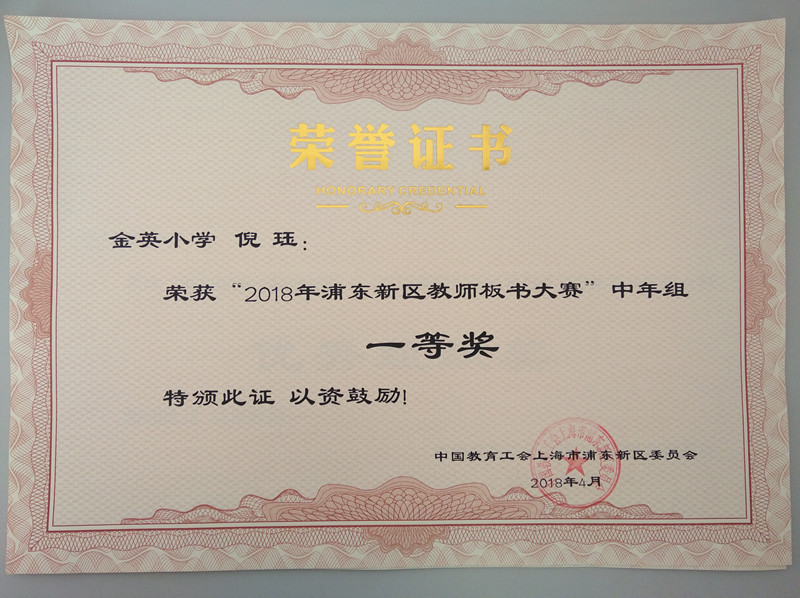 荣誉证书
HONORARY CREDENTIAL
金英小学 倪 珏：
荣获“2018年浦东新区教师板书大赛”中年组
一等奖
特颁此证 以资鼓励！
中国教育工会上海市浦东新区委员会
2018年4月